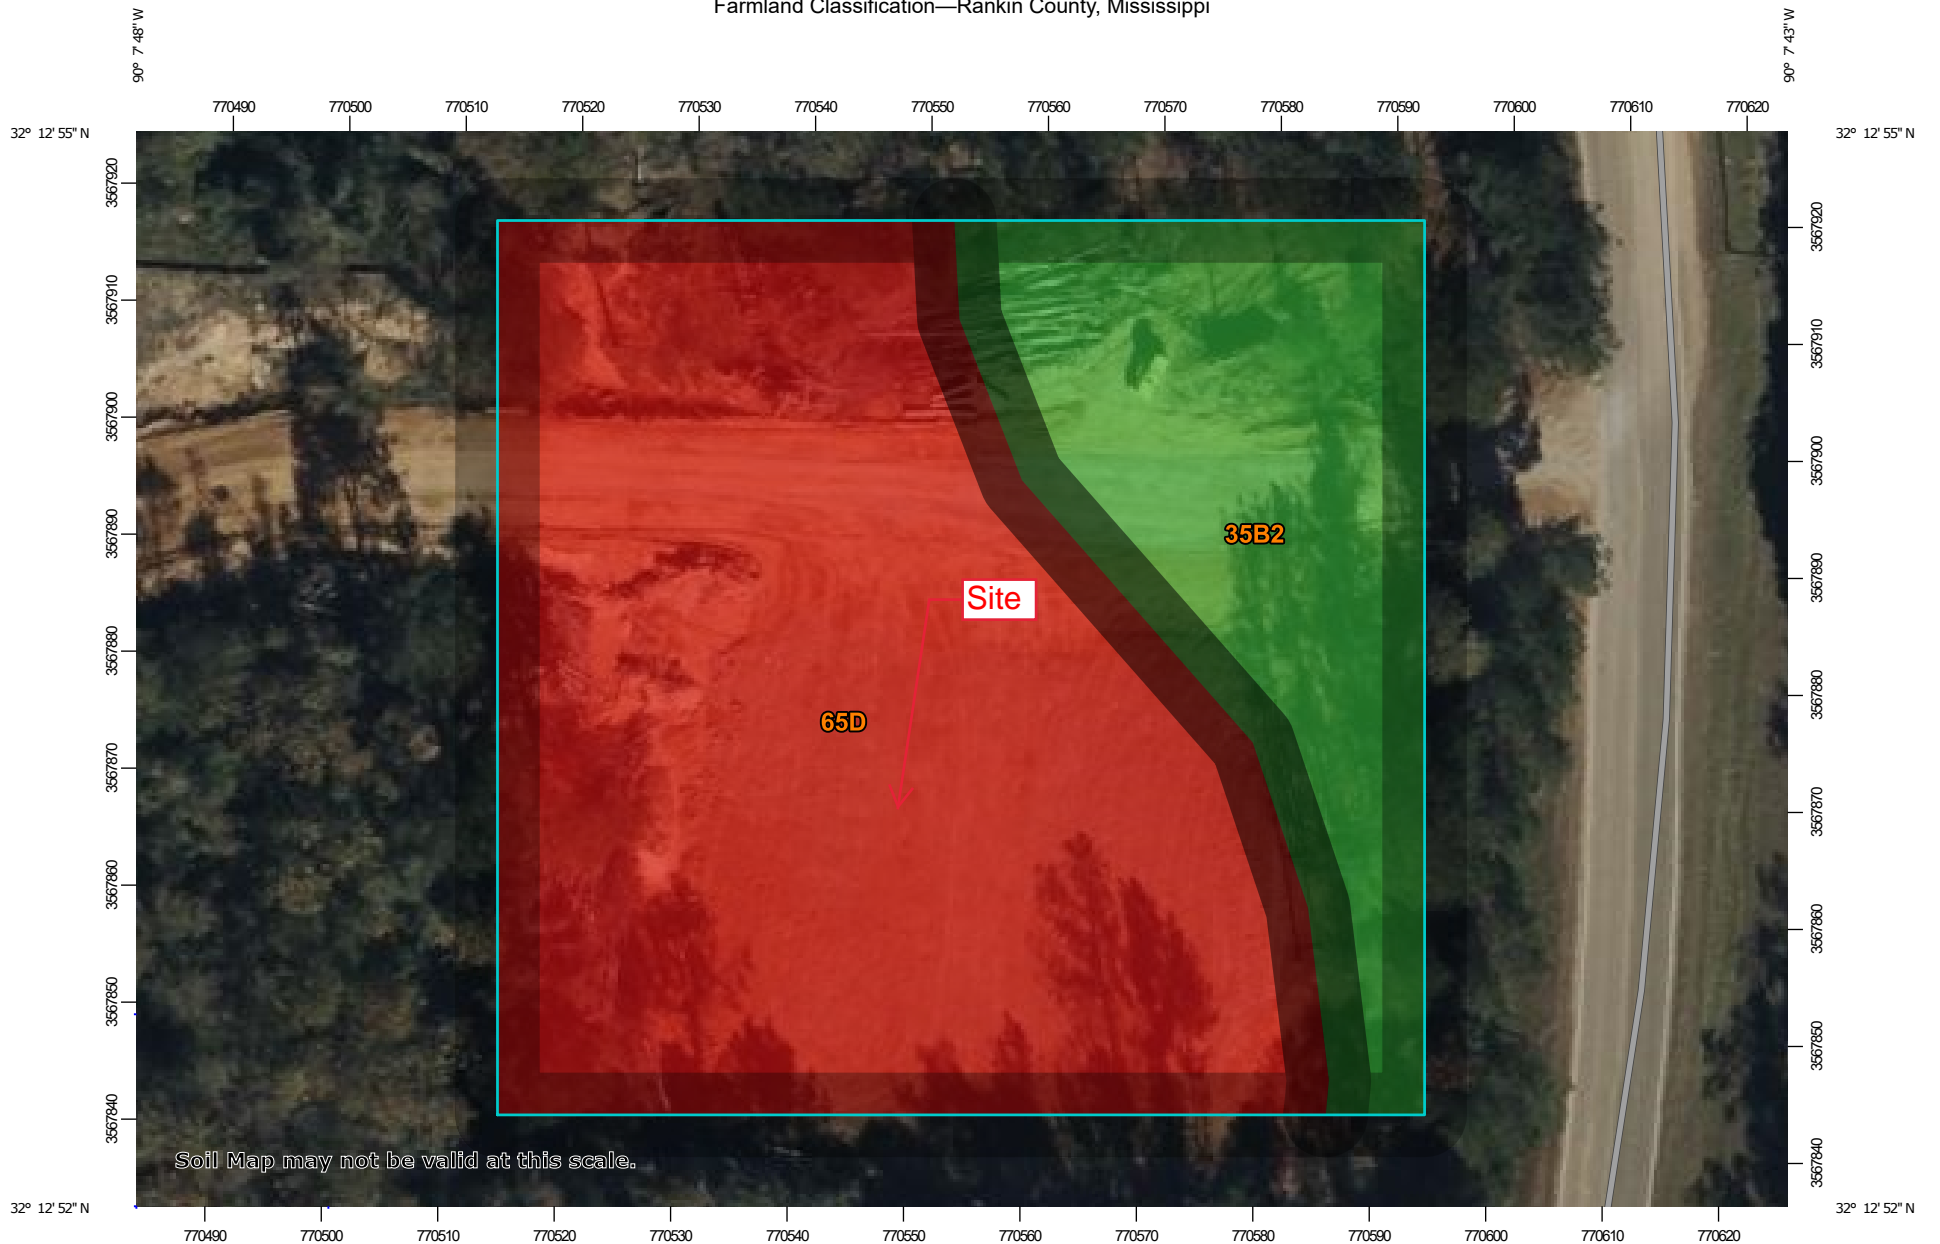 Farmland Classification—Rankin County, Mississippi
90° 7' 48'' W
90° 7' 43'' W
770490 770500 770510 770520 770530 770540 770550 770560 770570 770580 770590 770600 770610 770620
32° 12' 55'' N
32° 12' 55'' N
3567920
3567920
3567910
3567910
3567900
3567900
3567890
3567890
35B2
Site
3567880
3567880
65D
3567870
3567870
3567860
3567860
3567850
3567850
3567840
3567840
Soil Map may not be valid at this scale.
32° 12' 52'' N
32° 12' 52'' N
770490 770500 770510 770520 770530 770540 770550 770560 770570 770580 770590 770600 770610 770620